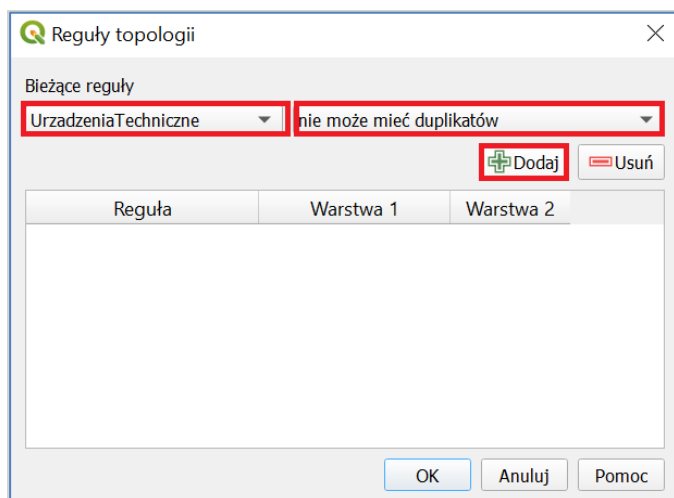 Reguły topologii
Bieżące reguły
UrzadzeniaTechniczne nie może mieć duplikatów
Dodaj Usuń
Reguła Warstwa 1 Warstwa 2
OK Anuluj Pomoc